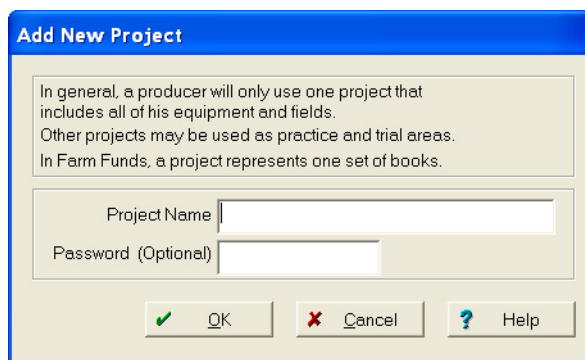 Add New Project
In general, a producer will only use one project that
includes all of his equipment and fields.
Other projects may be used as practice and trial areas.
In Farm Funds, a project represents one set of books.
Project Name
Password (Optional)
OK
Cancel
Help